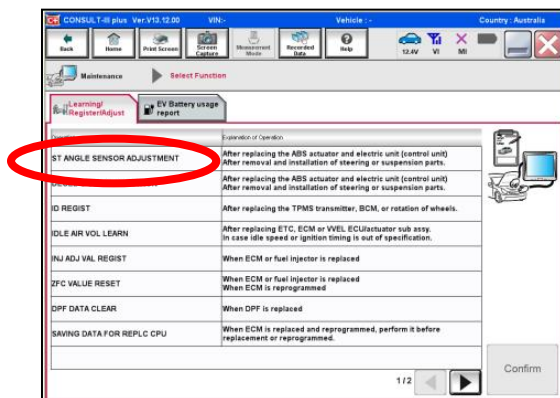 CONSULT-III plus Ver.V13.12.00 VIN:- Vehicle : - Country : Australia
Back Home Print Screen Screen Capture Measurement Mode Recorded Data Help 12.4V VI MI
Maintenance Select Function
Learning/ Register/Adjust EV Battery usage report
Explanation of Operation
ST ANGLE SENSOR ADJUSTMENT After replacing the ABS actuator and electric unit (control unit)
After removal and installation of steering or suspension parts.
After replacing the ABS actuator and electric unit (control unit)
After removal and installation of steering or suspension parts.
ID REGIST After replacing the TPMS transmitter, BCM, or rotation of wheels.
IDLE AIR VOL LEARN After replacing ETC, ECM or VVEL ECU/actuator sub assy.
In case idle speed or ignition timing is out of specification.
INJ ADJ VAL REGIST When ECM or fuel injector is replaced
ZFC VALUE RESET When ECM or fuel injector is replaced
When ECM is reprogrammed
DPF DATA CLEAR When DPF is replaced
SAVING DATA FOR REPLC CPU When ECM is replaced and reprogrammed, perform it before
replacement or reprogrammed.
1/2
Confirm